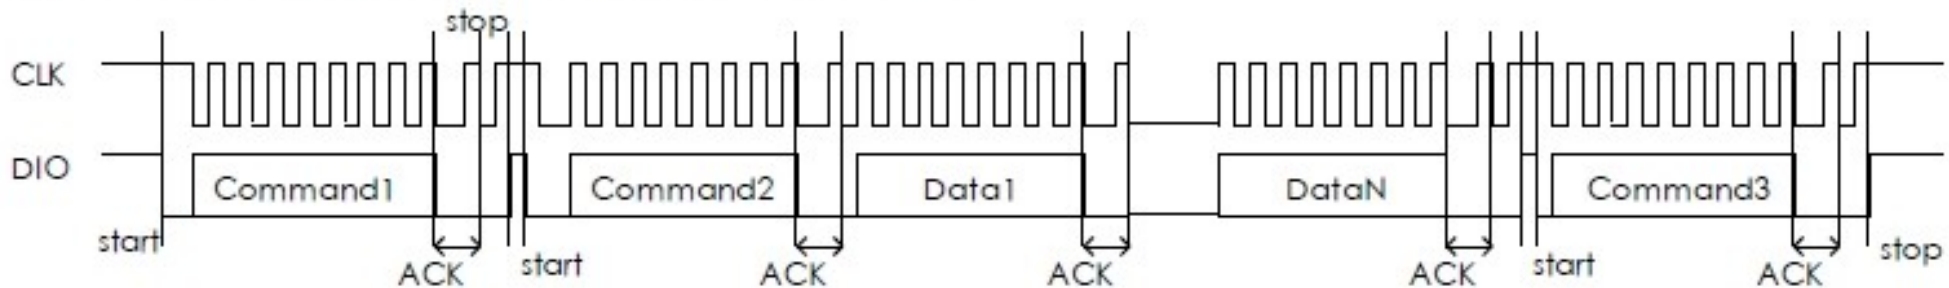 stop
CLK
DIO
Command1 Command2 Data1 DataN Command3
start start start stop
ACK ACK ACK ACK ACK